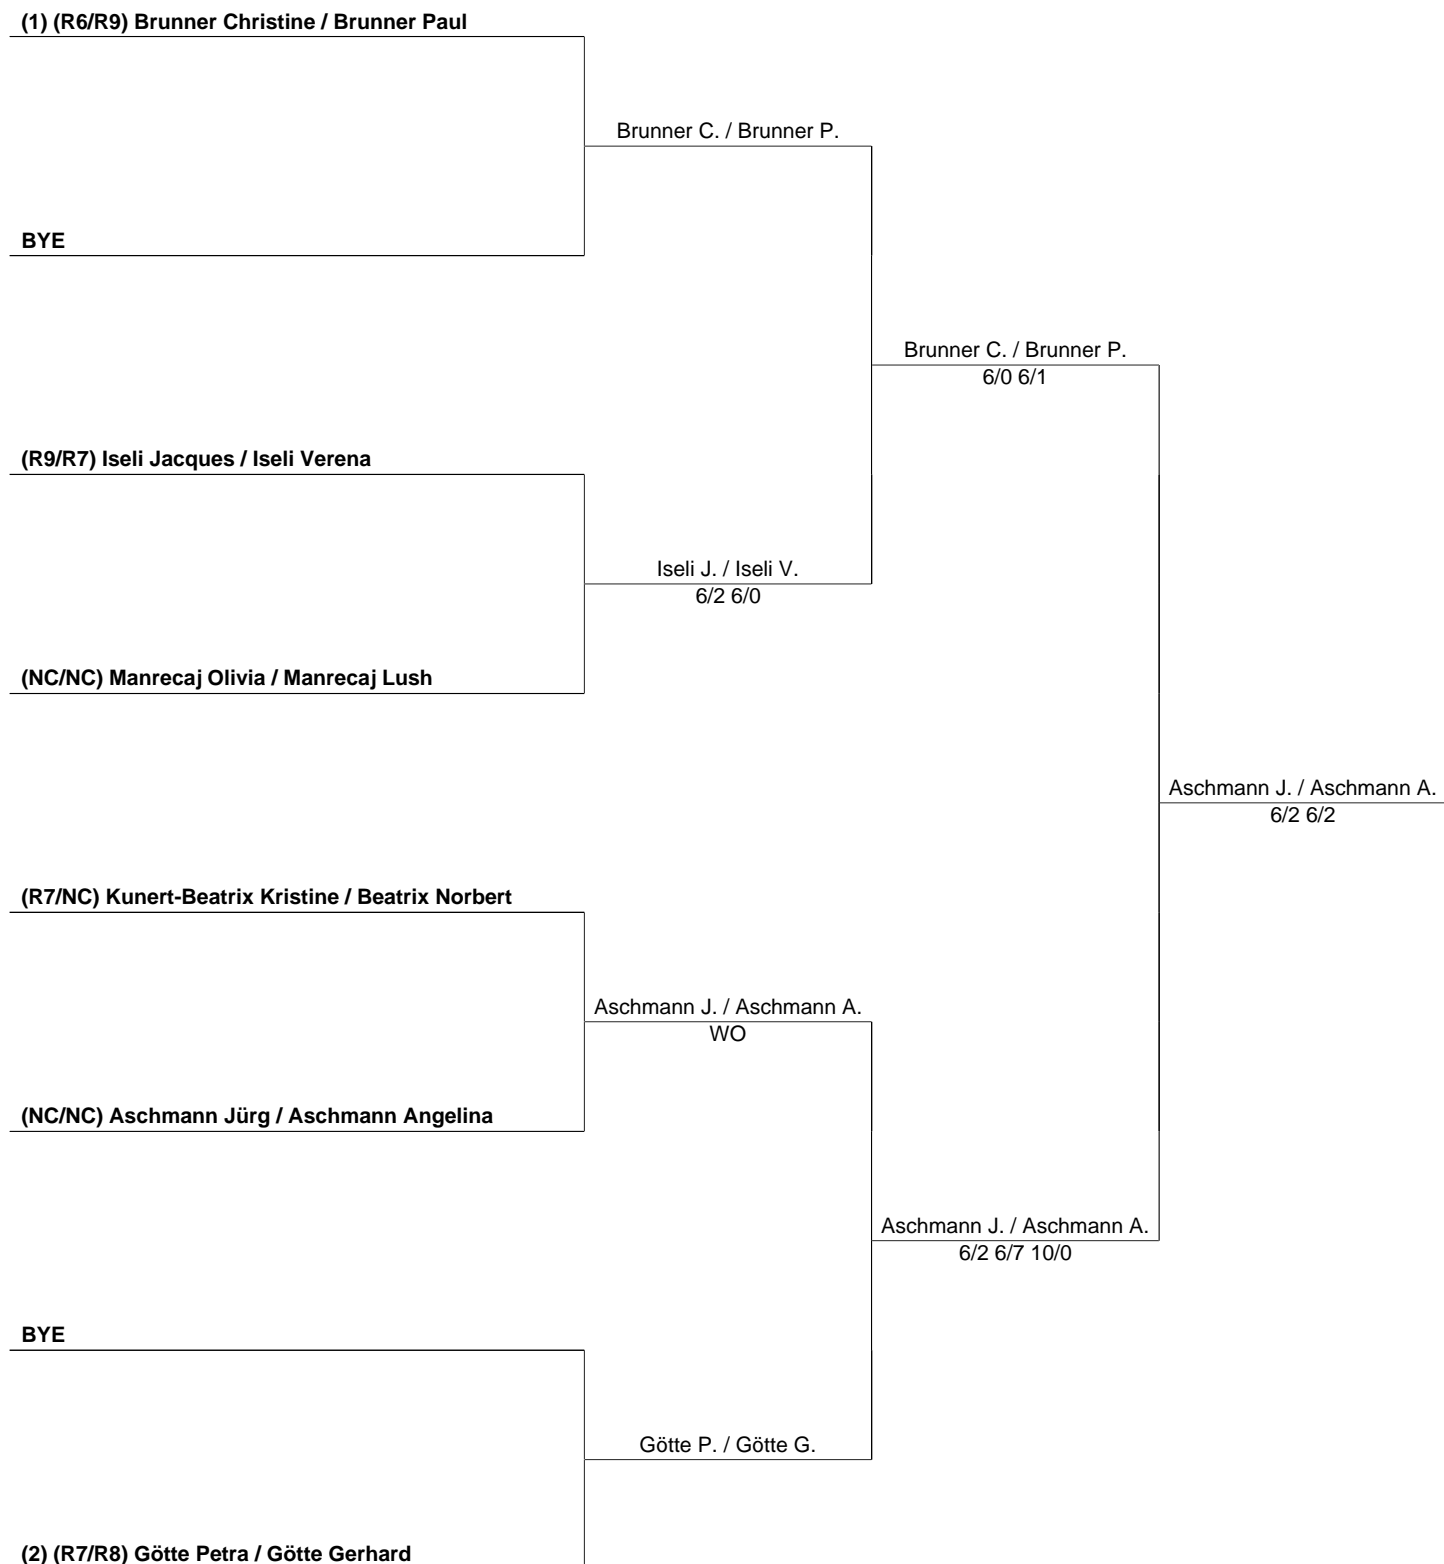 (1) (R6/R9) Brunner Christine / Brunner Paul
Brunner C. / Brunner P.
BYE
Brunner C. / Brunner P.
6/0 6/1
(R9/R7) Iseli Jacques / Iseli Verena
Iseli J. / Iseli V.
6/2 6/0
(NC/NC) Manrecaj Olivia / Manrecaj Lush
Aschmann J. / Aschmann A.
6/2 6/2
(R7/NC) Kunert-Beatrix Kristine / Beatrix Norbert
Aschmann J. / Aschmann A.
WO
(NC/NC) Aschmann Jürg / Aschmann Angelina
Aschmann J. / Aschmann A.
6/2 6/7 10/0
BYE
Götte P. / Götte G.
(2) (R7/R8) Götte Petra / Götte Gerhard